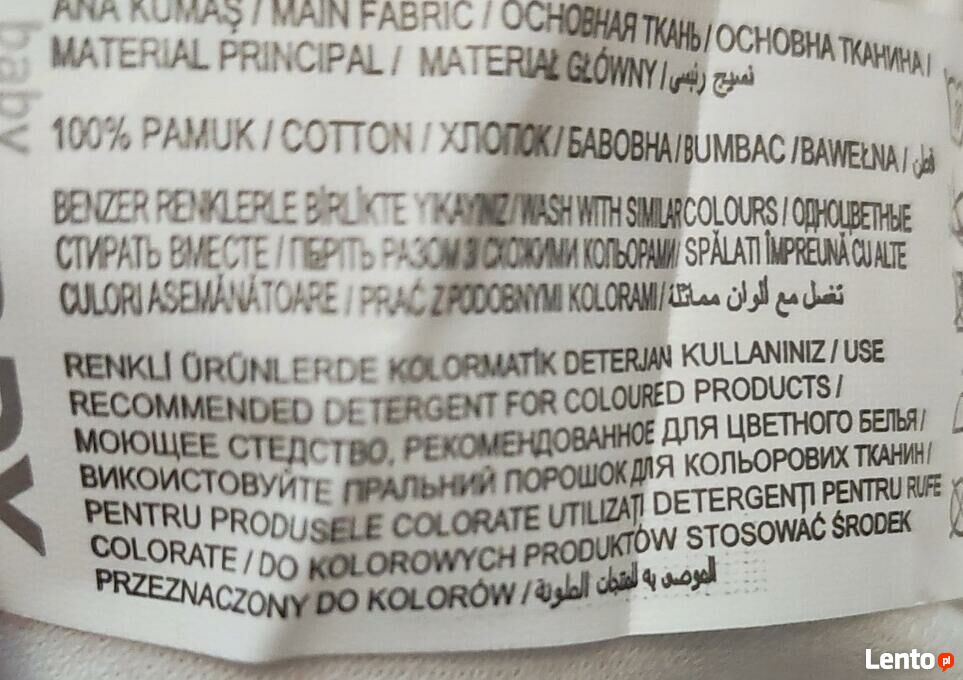 ANA KUMAŞ / MAIN FABRIC / ОСНОВНАЯ ТКАНЬ / ОСНОВНА ТКАНИНА /
MATERIAL PRINCIPAL / MATERIAŁ GŁÓWNY / نسيج رئيسي
100% PAMUK / COTTON / ХЛОПОК / БАВОВНА / BUMBAC / BAWEŁNA / قطن
BENZER RENKLERLE BİRLİKTE YIKAYINIZ / WASH WITH SIMILAR COLOURS / ОДНОЦВЕТНЫЕ
СТИРАТЬ ВМЕСТЕ / ПЕРІТЬ РАЗОМ З СХОЖИМИ КОЛЬОРАМИ / SPĂLATI ÎMPREUNĂ CU ALTE
CULORI ASEMĂNĂTOARE / PRAĆ Z PODOBNYMI KOLORAMI / تغسل مع ألوان مماثلة
RENKLİ ÜRÜNLERDE KOLORMATİK DETERJAN KULLANINIZ / USE
RECOMMENDED DETERGENT FOR COLOURED PRODUCTS /
МОЮЩЕЕ СТЕДСТВО, РЕКОМЕНДОВАННОЕ ДЛЯ ЦВЕТНОГО БЕЛЬЯ /
ВИКОИСТОВУЙТЕ ПРАЛЬНИЙ ПОРОШОК ДЛЯ КОЛЬОРОВИХ ТКАНИН /
PENTRU PRODUSELE COLORATE UTILIZAȚI DETERGENȚI PENTRU RUFE
COLORATE / DO KOLOROWYCH PRODUKTÓW STOSOWAĆ ŚRODEK
PRZEZNACZONY DO KOLORÓW / الموصى به للمنتجات الملونة
baby
Lento pl